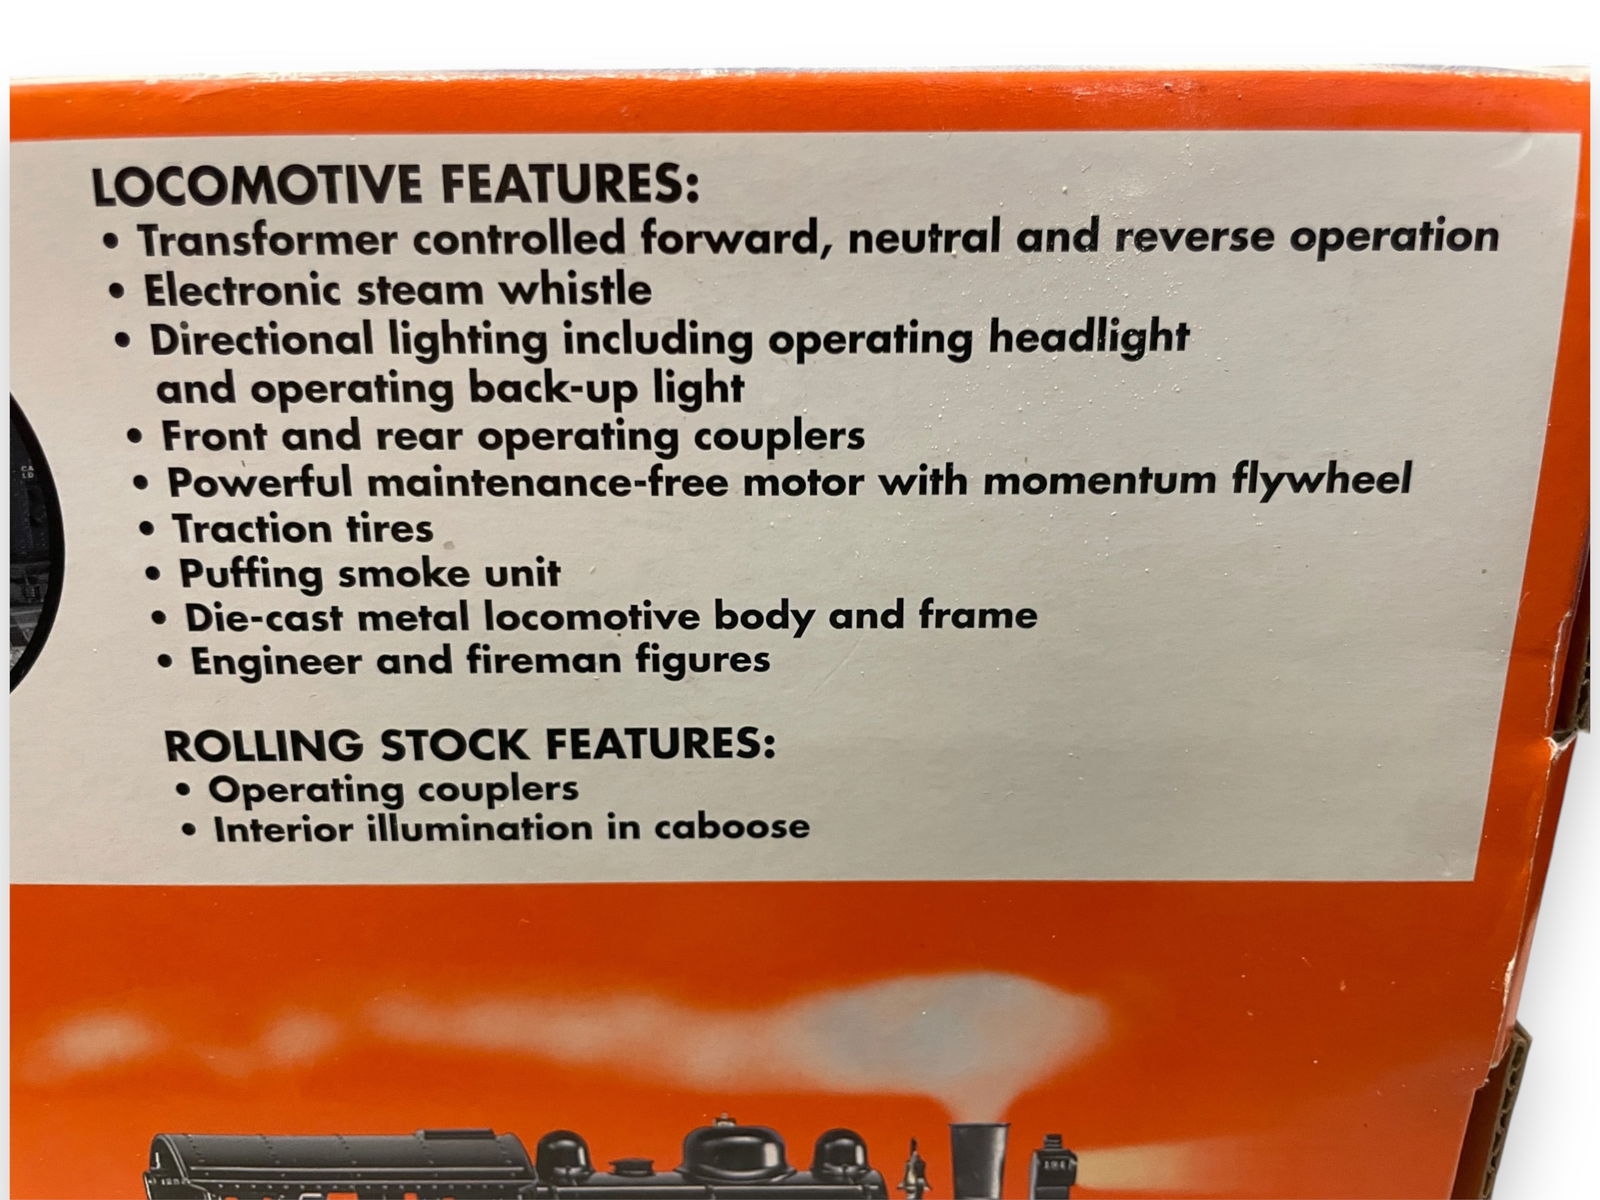 LOCOMOTIVE FEATURES:
• Transformer controlled forward, neutral and reverse operation
• Electronic steam whistle
• Directional lighting including operating headlight
and operating back-up light
• Front and rear operating couplers
• Powerful maintenance-free motor with momentum flywheel
• Traction tires
• Puffing smoke unit
• Die-cast metal locomotive body and frame
• Engineer and fireman figures
ROLLING STOCK FEATURES:
• Operating couplers
• Interior illumination in caboose